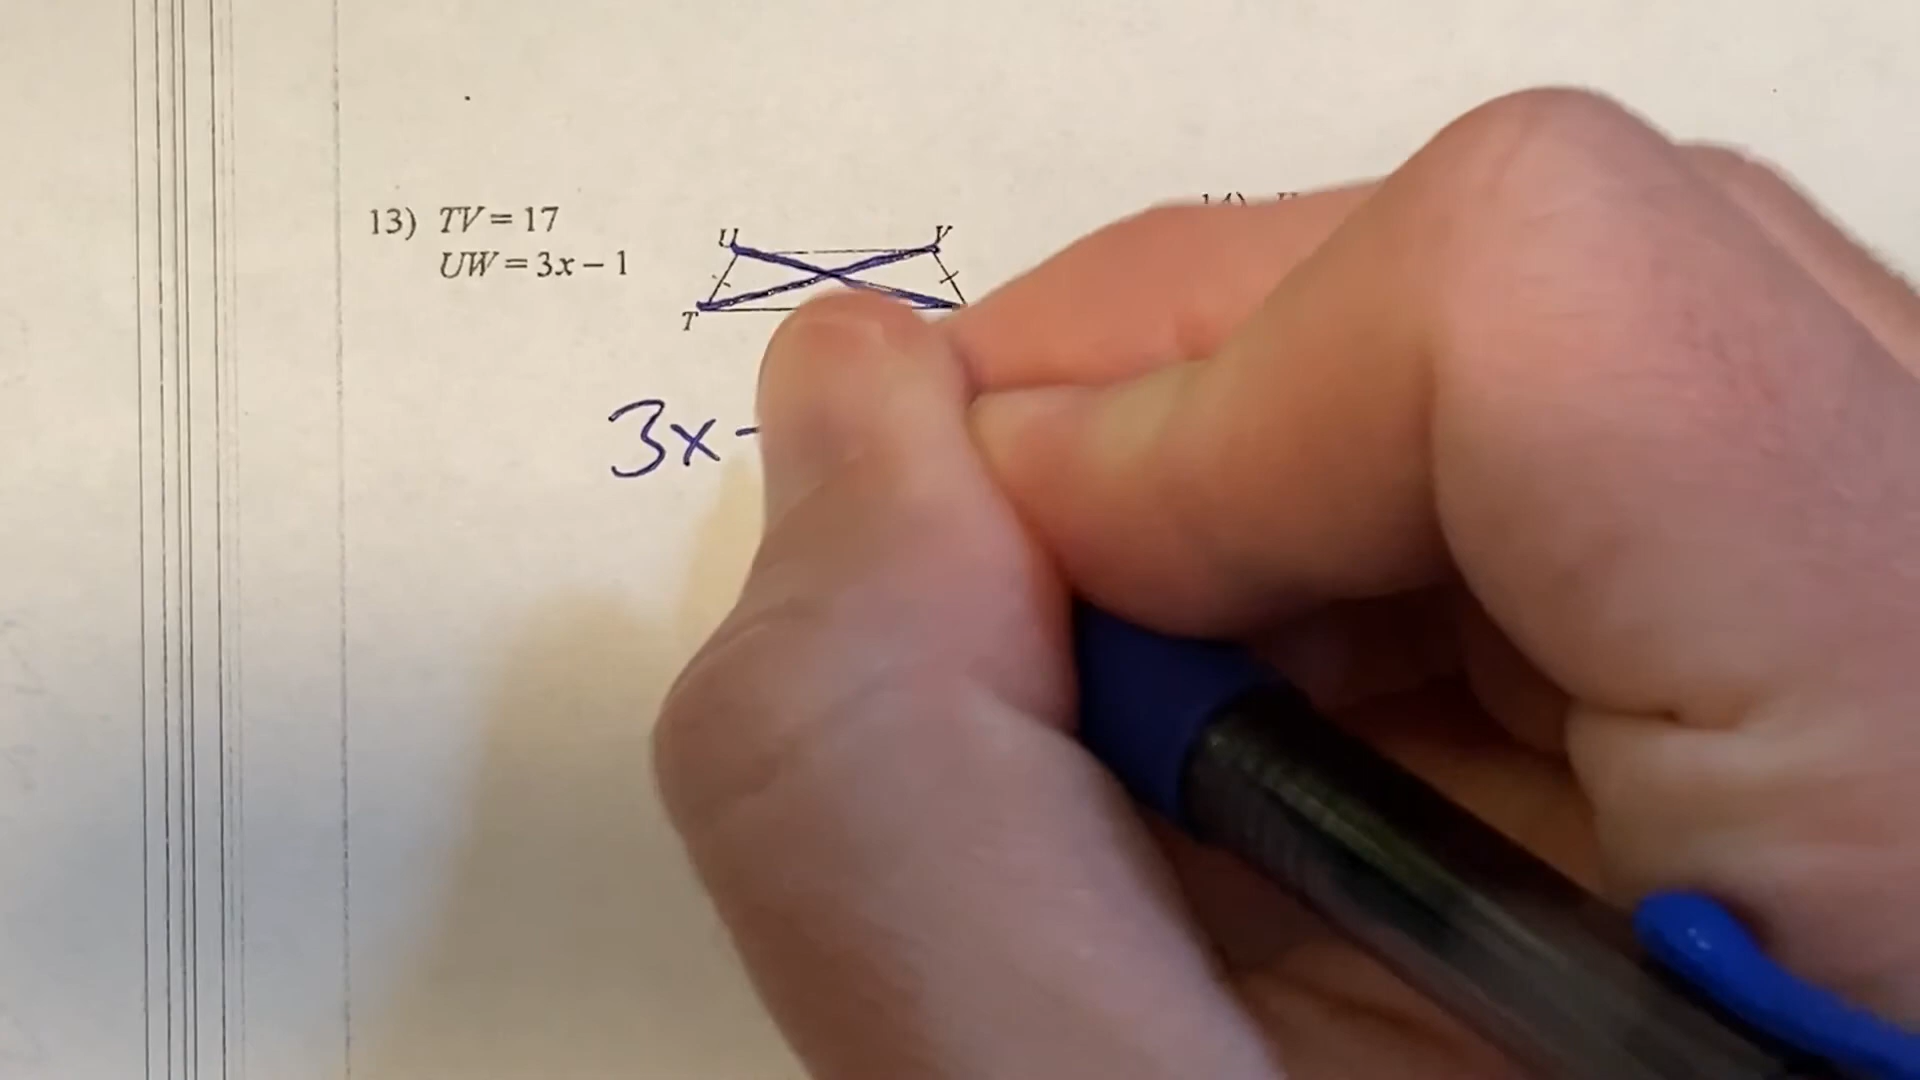 13) TV = 17
UW = 3x − 1
U V
T
3x -